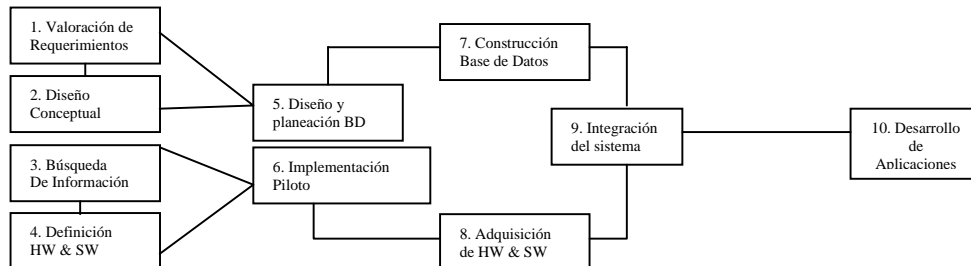 1. Valoración de
Requerimientos
2. Diseño
Conceptual
3. Búsqueda
De Información
4. Definición
HW & SW
5. Diseño y
planeación BD
6. Implementación
Piloto
7. Construcción
Base de Datos
8. Adquisición
de HW & SW
9. Integración
del sistema
10. Desarrollo
de
Aplicaciones